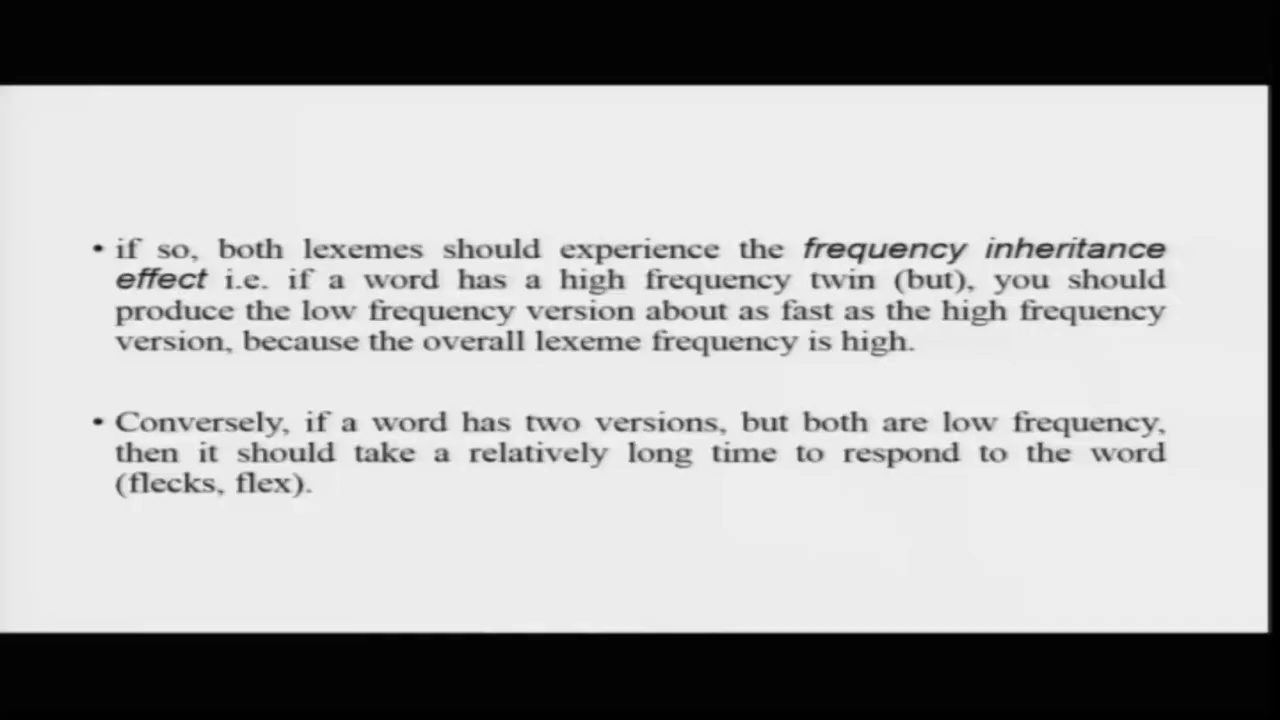 • if so, both lexemes should experience the frequency inheritance
effect i.e. if a word has a high frequency twin (but), you should
produce the low frequency version about as fast as the high frequency
version, because the overall lexeme frequency is high.
• Conversely, if a word has two versions, but both are low frequency,
then it should take a relatively long time to respond to the word
(flecks, flex).